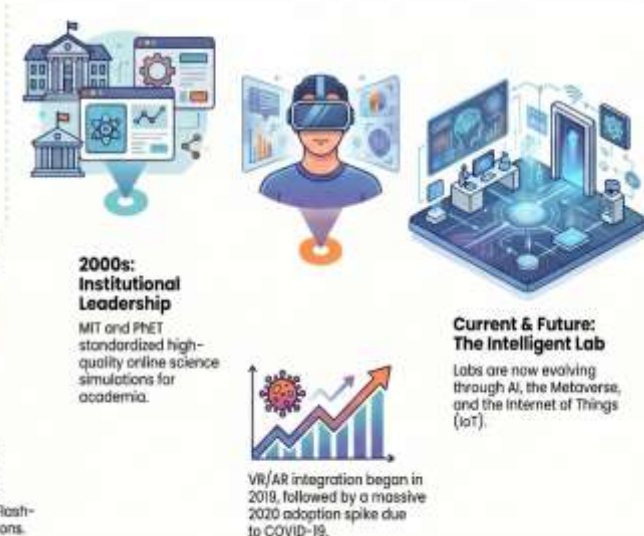 2000s:
Institutional
Leadership
MIT and PhET
standardized high-
quality online science
simulations for
academia.
VR/AR integration began in
2019, followed by a massive
2020 adoption spike due
to COVID-19.
Current & Future:
The Intelligent Lab
Labs are now evolving
through AI, the Metaverse,
and the Internet of Things
(IoT).